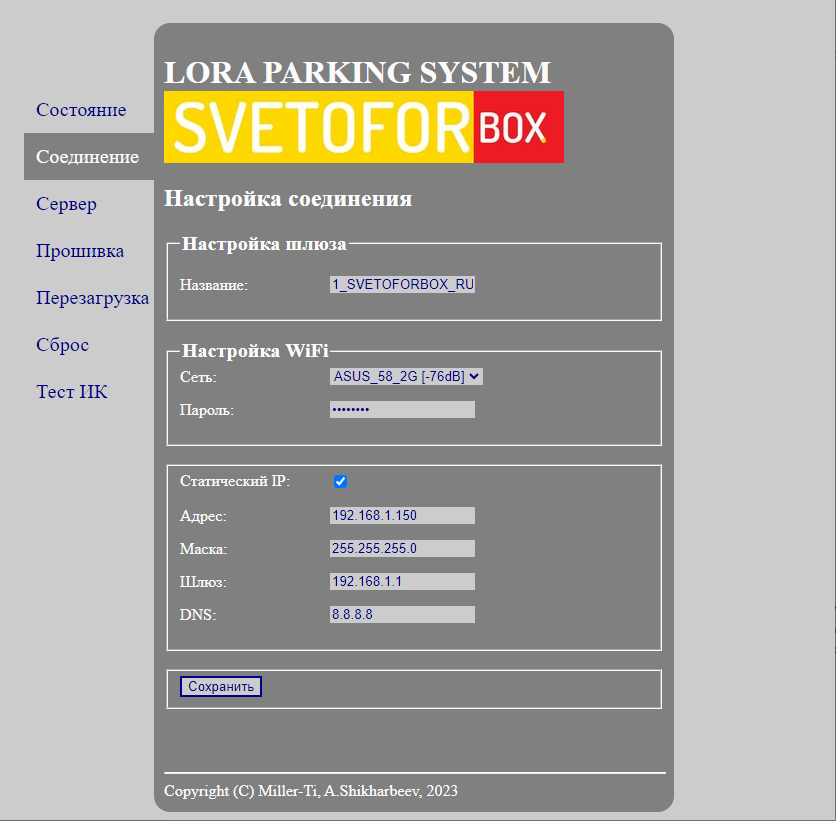 LORA PARKING SYSTEM
SVETOFOR BOX
Состояние
Соединение
Сервер
Прошивка
Перезагрузка
Сброс
Тест ИК
Настройка соединения
Настройка шлюза
Название: 1_SVETOFORBOX_RU
Настройка WiFi
Сеть: ASUS_58_2G [-76dB]
Пароль: ••••••••
Статический IP:
Адрес: 192.168.1.150
Маска: 255.255.255.0
Шлюз: 192.168.1.1
DNS: 8.8.8.8
Сохранить
Copyright (C) Miller-Ti, A.Shikharbeev, 2023